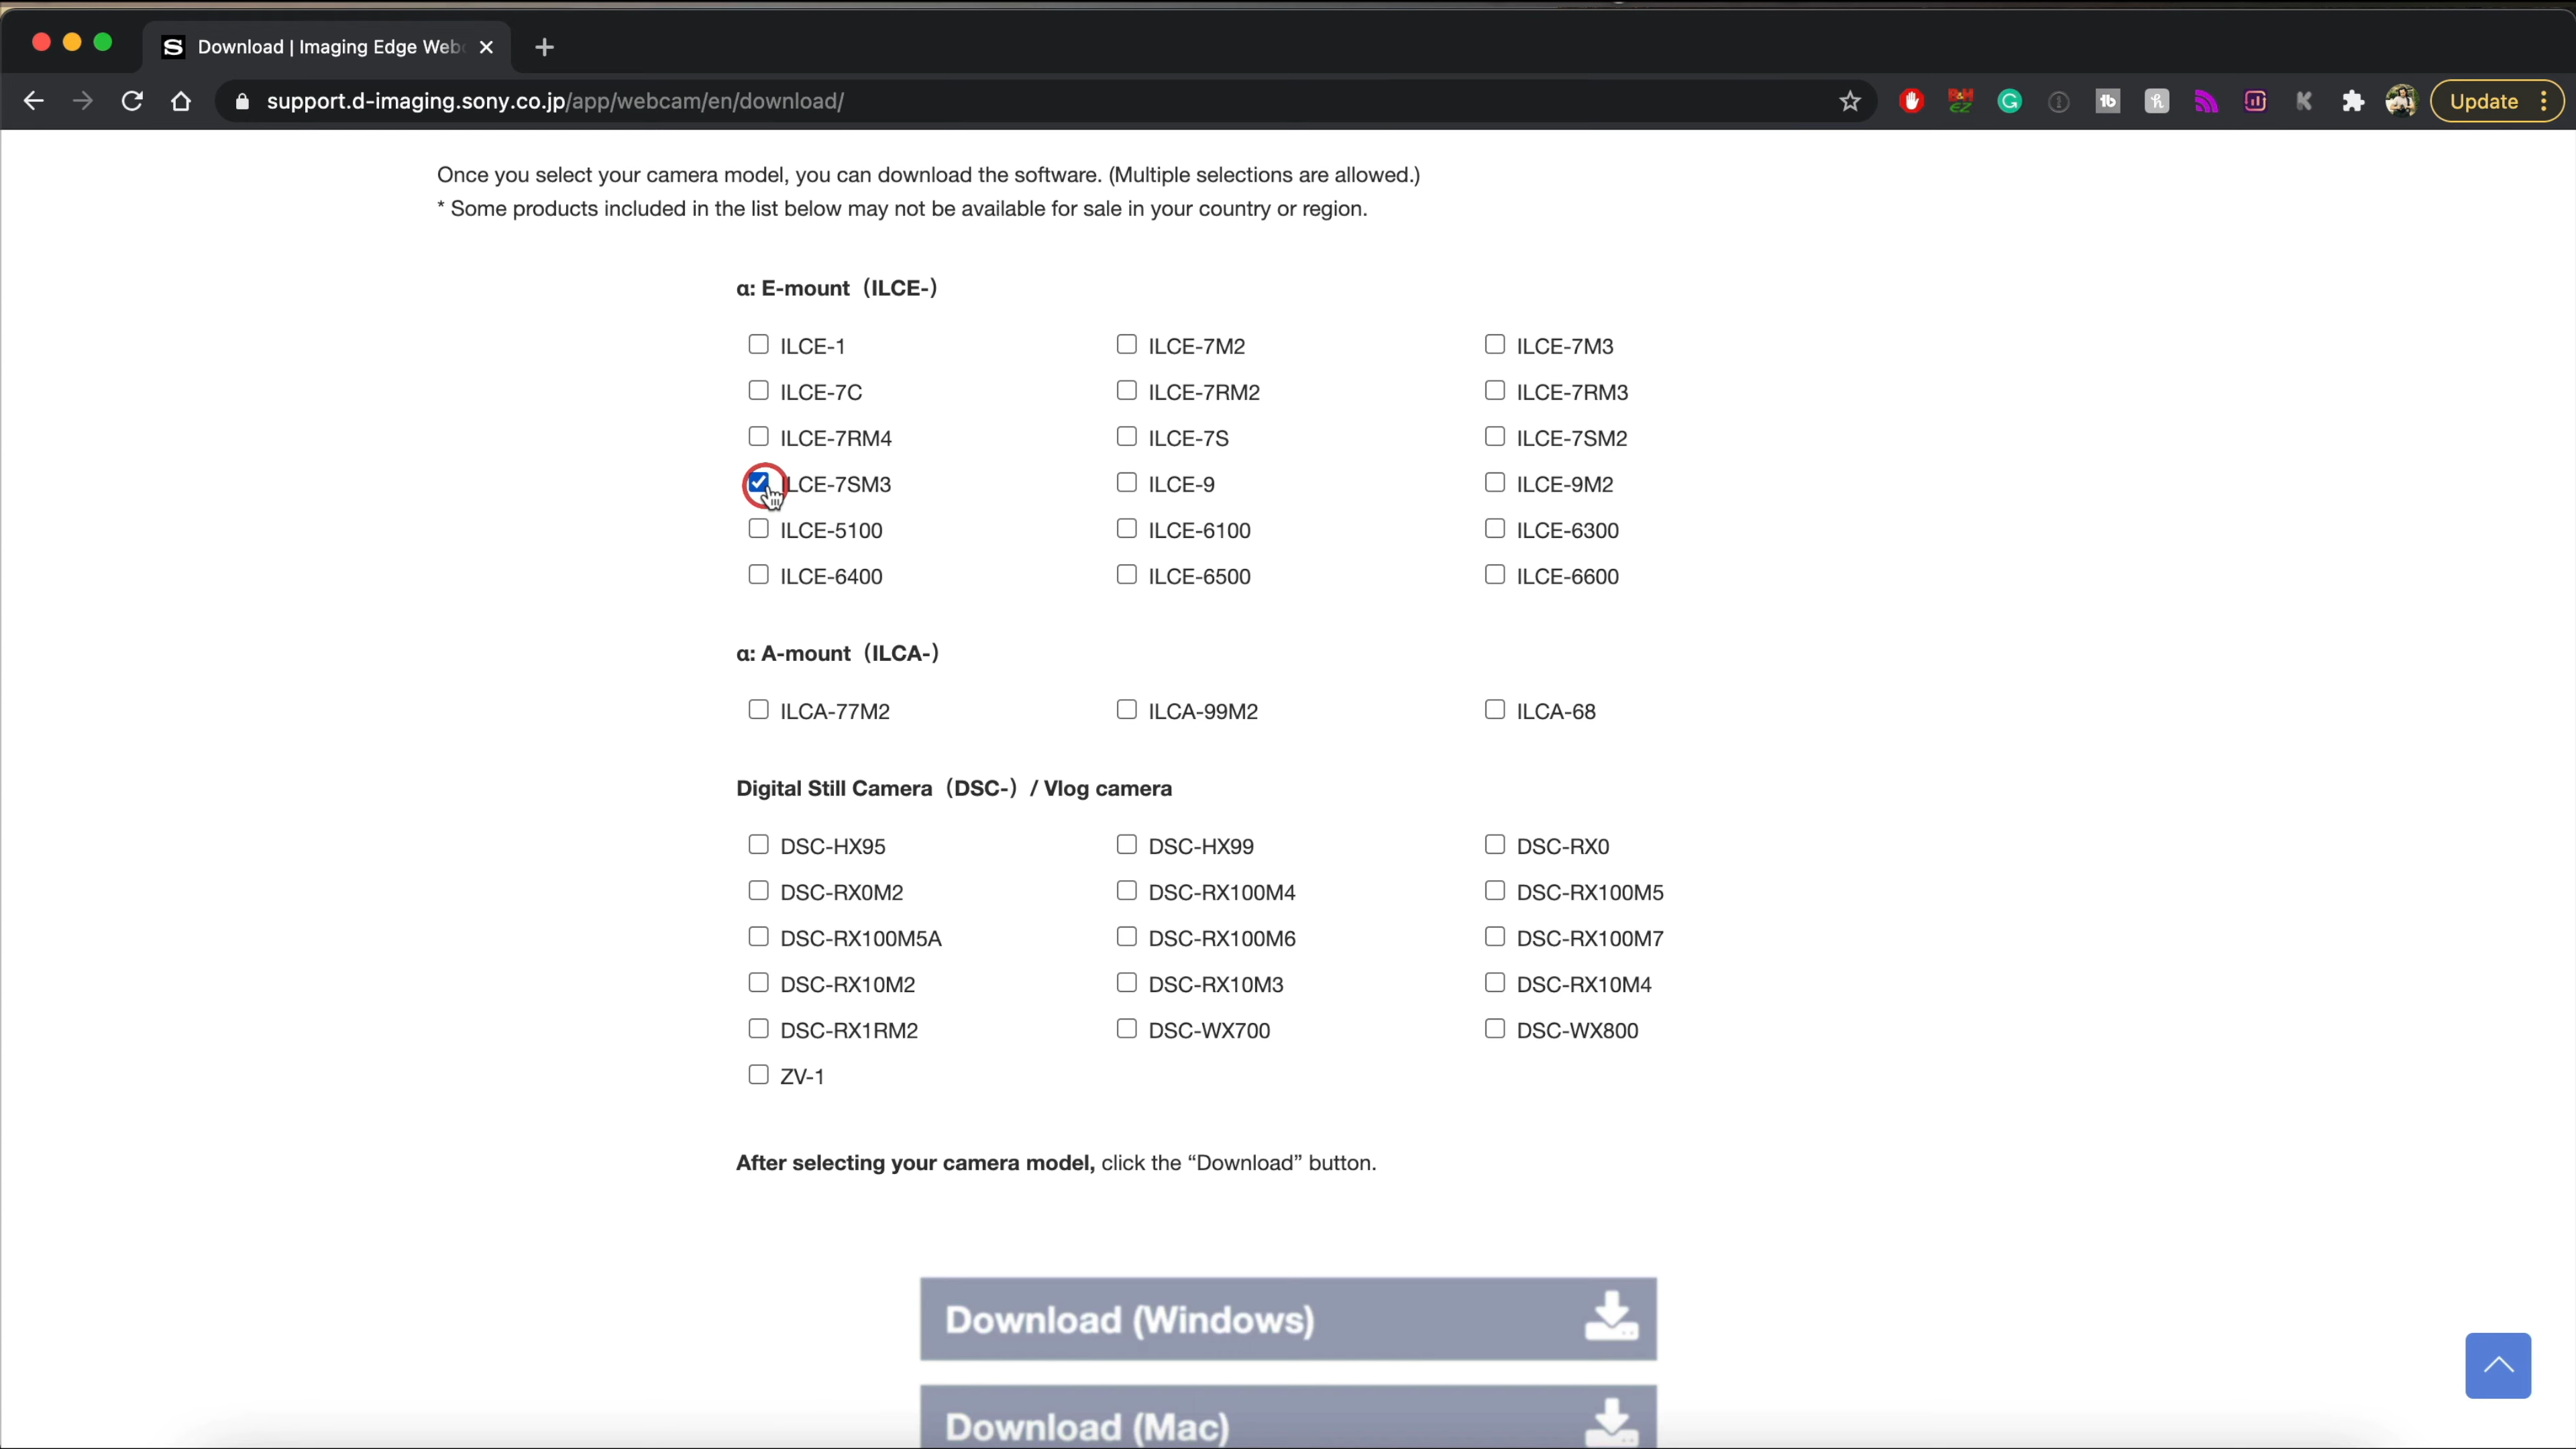 Download | Imaging Edge Web
support.d-imaging.sony.co.jp/app/webcam/en/download/
Update
Once you select your camera model, you can download the software. (Multiple selections are allowed.)
* Some products included in the list below may not be available for sale in your country or region.
α: E-mount（ILCE-）
ILCE-1 ILCE-7M2 ILCE-7M3
ILCE-7C ILCE-7RM2 ILCE-7RM3
ILCE-7RM4 ILCE-7S ILCE-7SM2
ILCE-7SM3 ILCE-9 ILCE-9M2
ILCE-5100 ILCE-6100 ILCE-6300
ILCE-6400 ILCE-6500 ILCE-6600
α: A-mount（ILCA-）
ILCA-77M2 ILCA-99M2 ILCA-68
Digital Still Camera（DSC-）/ Vlog camera
DSC-HX95 DSC-HX99 DSC-RX0
DSC-RX0M2 DSC-RX100M4 DSC-RX100M5
DSC-RX100M5A DSC-RX100M6 DSC-RX100M7
DSC-RX10M2 DSC-RX10M3 DSC-RX10M4
DSC-RX1RM2 DSC-WX700 DSC-WX800
ZV-1
After selecting your camera model, click the “Download” button.
Download (Windows)
Download (Mac)